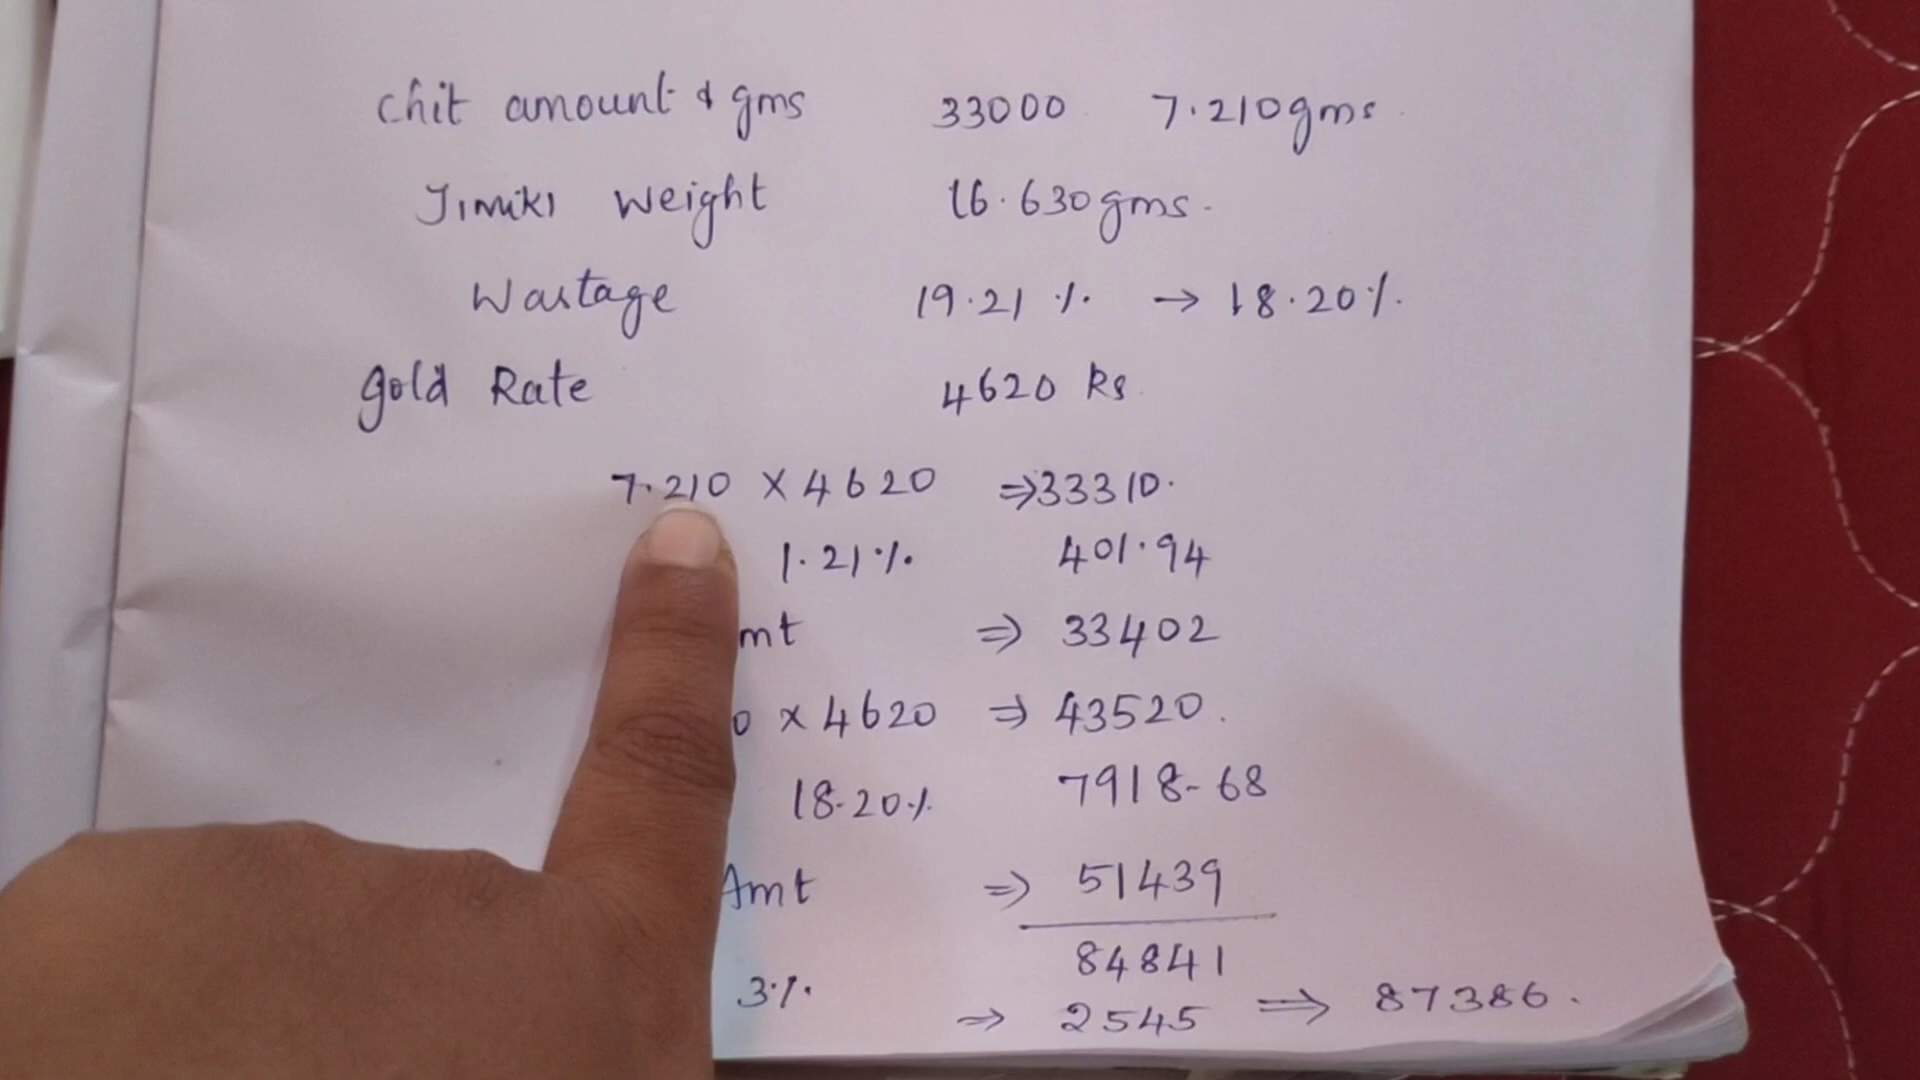 Chit amount & gms 33000 7.210gms.
Jimiki Weight 16.630gms.
Wastage 19.21 % → 18.20%.
Gold Rate 4620 Rs.
7.210 X 4620 ⇒ 33310.
1.21%. 401.94
mt ⇒ 33402
0 x 4620 ⇒ 43520.
18.20% 7918-68
Amt ⇒ 51439
84841
3%. ⇒ 2545 ⇒ 87386.